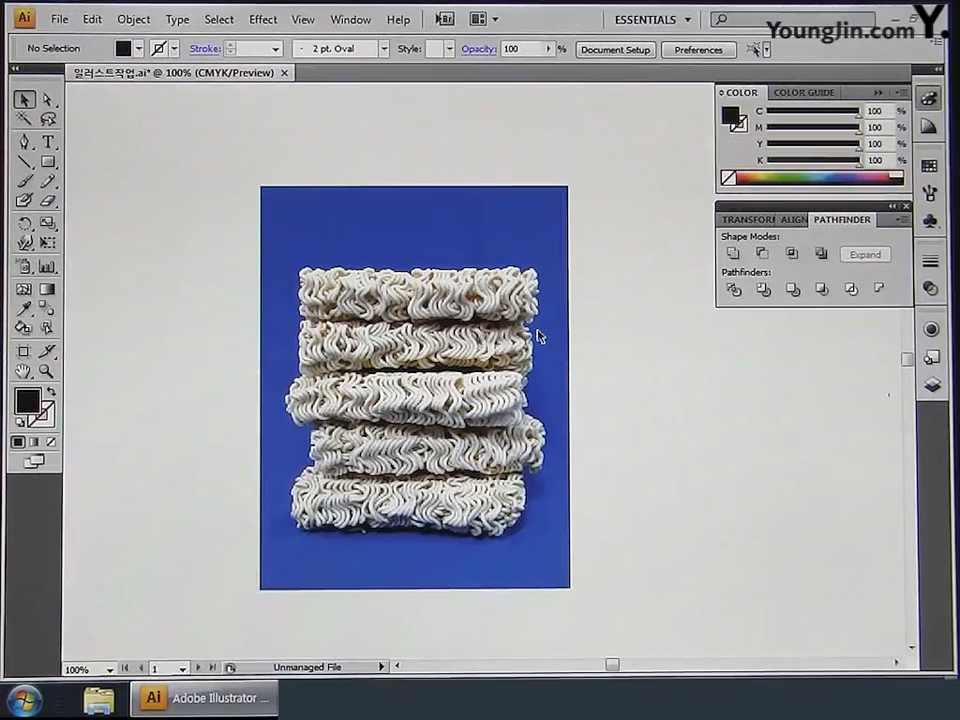 Ai File Edit Object Type Select Effect View Window Help Br ESSENTIALS
YoungJin.com Y.
No Selection Stroke: 2 pt. Oval Style: Opacity: 100 % Document Setup Preferences
일러스트작업.ai* @ 100% (CMYK/Preview)
COLOR COLOR GUIDE
C 100 %
M 100 %
Y 100 %
K 100 %
TRANSFORM ALIGN PATHFINDER
Shape Modes:
Expand
Pathfinders:
100% 1 Unmanaged File
Ai Adobe Illustrator ...